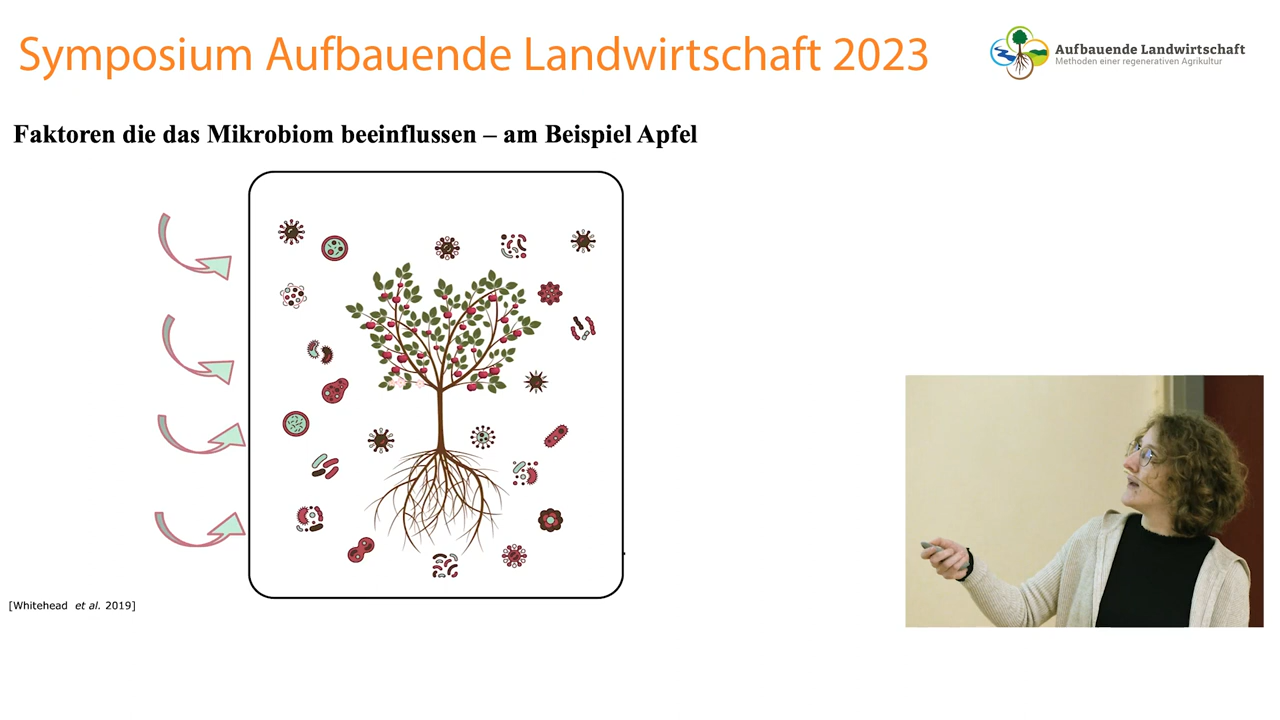 Symposium Aufbauende Landwirtschaft 2023
Aufbauende Landwirtschaft
Methoden einer regenerativen Agrikultur
Faktoren die das Mikrobiom beeinflussen – am Beispiel Apfel
[Whitehead et al. 2019]